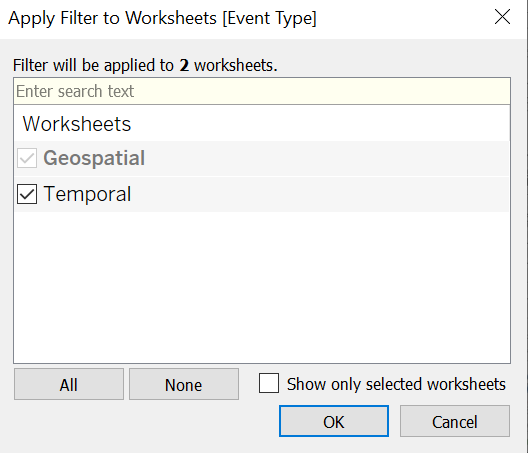 Apply Filter to Worksheets [Event Type]
Filter will be applied to 2 worksheets.
Enter search text
Worksheets
Geospatial
Temporal
All None Show only selected worksheets
OK Cancel